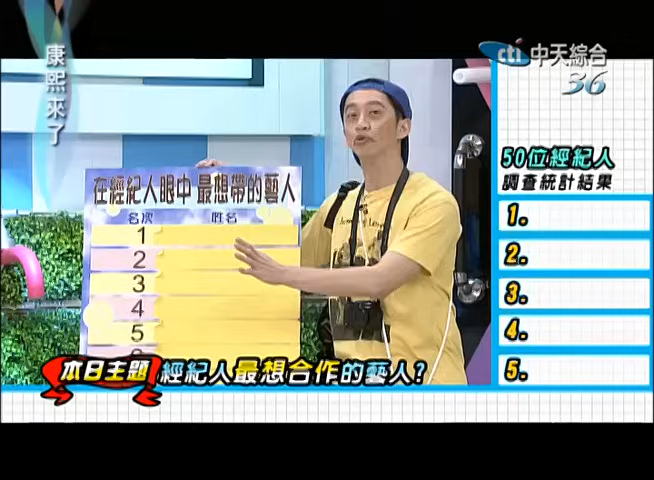 康熙來了
cti 中天綜合
36
在經紀人眼中 最想帶的藝人
名次 姓名
1
2
3
4
5
50位經紀人
調查統計結果
1.
2.
3.
4.
5.
本日主題 經紀人最想合作的藝人?